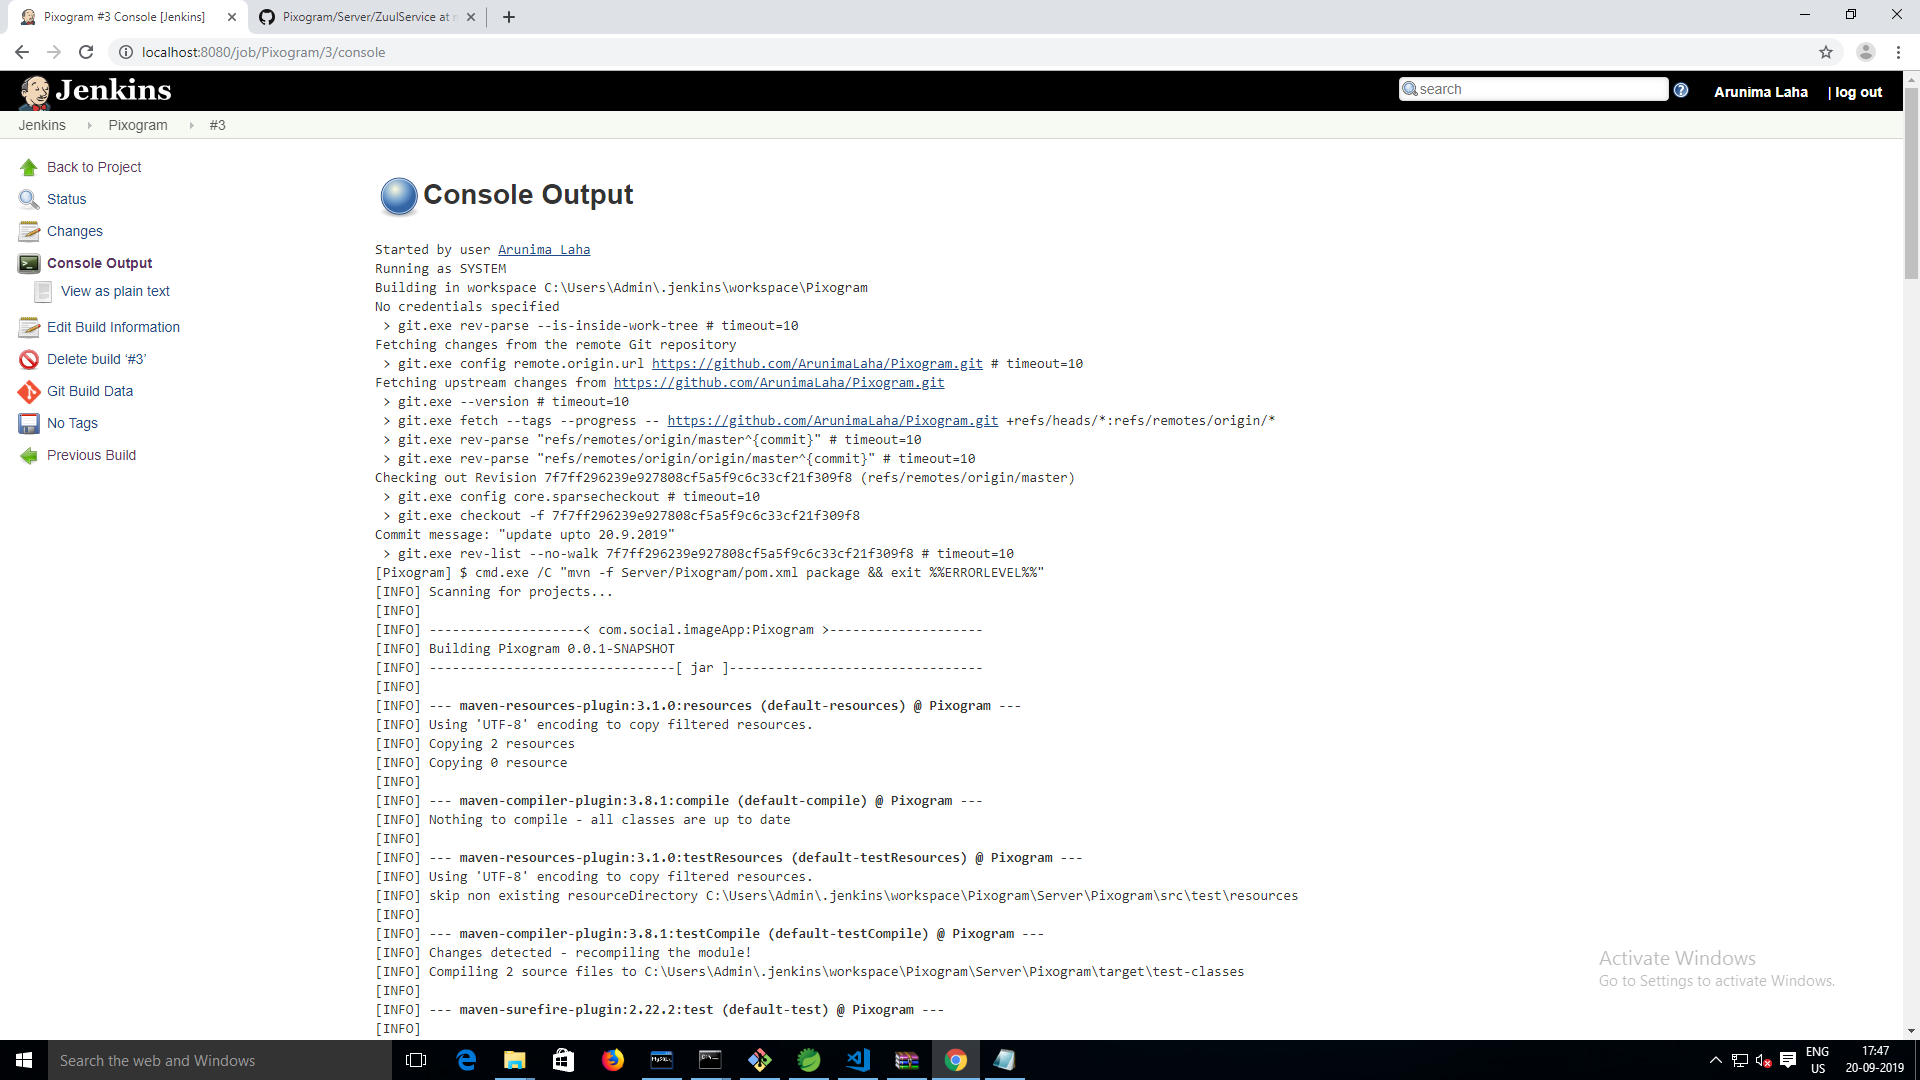 Pixogram #3 Console [Jenkins]
Pixogram/Server/ZuulService at
localhost:8080/job/Pixogram/3/console
Jenkins
search
Arunima Laha
| log out
Jenkins
Pixogram
#3
Back to Project
Status
Changes
Console Output
View as plain text
Edit Build Information
Delete build ‘#3’
Git Build Data
No Tags
Previous Build
Console Output
Started by user Arunima Laha
Running as SYSTEM
Building in workspace C:\Users\Admin\.jenkins\workspace\Pixogram
No credentials specified
> git.exe rev-parse --is-inside-work-tree # timeout=10
Fetching changes from the remote Git repository
> git.exe config remote.origin.url https://github.com/ArunimaLaha/Pixogram.git # timeout=10
Fetching upstream changes from https://github.com/ArunimaLaha/Pixogram.git
> git.exe --version # timeout=10
> git.exe fetch --tags --progress -- https://github.com/ArunimaLaha/Pixogram.git +refs/heads/*:refs/remotes/origin/*
> git.exe rev-parse "refs/remotes/origin/master^{commit}" # timeout=10
> git.exe rev-parse "refs/remotes/origin/origin/master^{commit}" # timeout=10
Checking out Revision 7f7ff296239e927808cf5a5f9c6c33cf21f309f8 (refs/remotes/origin/master)
> git.exe config core.sparsecheckout # timeout=10
> git.exe checkout -f 7f7ff296239e927808cf5a5f9c6c33cf21f309f8
Commit message: "update upto 20.9.2019"
> git.exe rev-list --no-walk 7f7ff296239e927808cf5a5f9c6c33cf21f309f8 # timeout=10
[Pixogram] $ cmd.exe /C "mvn -f Server/Pixogram/pom.xml package && exit %%ERRORLEVEL%%"
[INFO] Scanning for projects...
[INFO]
[INFO] --------------------< com.social.imageApp:Pixogram >--------------------
[INFO] Building Pixogram 0.0.1-SNAPSHOT
[INFO] --------------------------------[ jar ]---------------------------------
[INFO]
[INFO] --- maven-resources-plugin:3.1.0:resources (default-resources) @ Pixogram ---
[INFO] Using 'UTF-8' encoding to copy filtered resources.
[INFO] Copying 2 resources
[INFO] Copying 0 resource
[INFO]
[INFO] --- maven-compiler-plugin:3.8.1:compile (default-compile) @ Pixogram ---
[INFO] Nothing to compile - all classes are up to date
[INFO]
[INFO] --- maven-resources-plugin:3.1.0:testResources (default-testResources) @ Pixogram ---
[INFO] Using 'UTF-8' encoding to copy filtered resources.
[INFO] skip non existing resourceDirectory C:\Users\Admin\.jenkins\workspace\Pixogram\Server\Pixogram\src\test\resources
[INFO]
[INFO] --- maven-compiler-plugin:3.8.1:testCompile (default-testCompile) @ Pixogram ---
[INFO] Changes detected - recompiling the module!
[INFO] Compiling 2 source files to C:\Users\Admin\.jenkins\workspace\Pixogram\Server\Pixogram\target\test-classes
[INFO]
[INFO] --- maven-surefire-plugin:2.22.2:test (default-test) @ Pixogram ---
[INFO]
Activate Windows
Go to Settings to activate Windows.
Search the web and Windows
ENG
US
17:47
20-09-2019